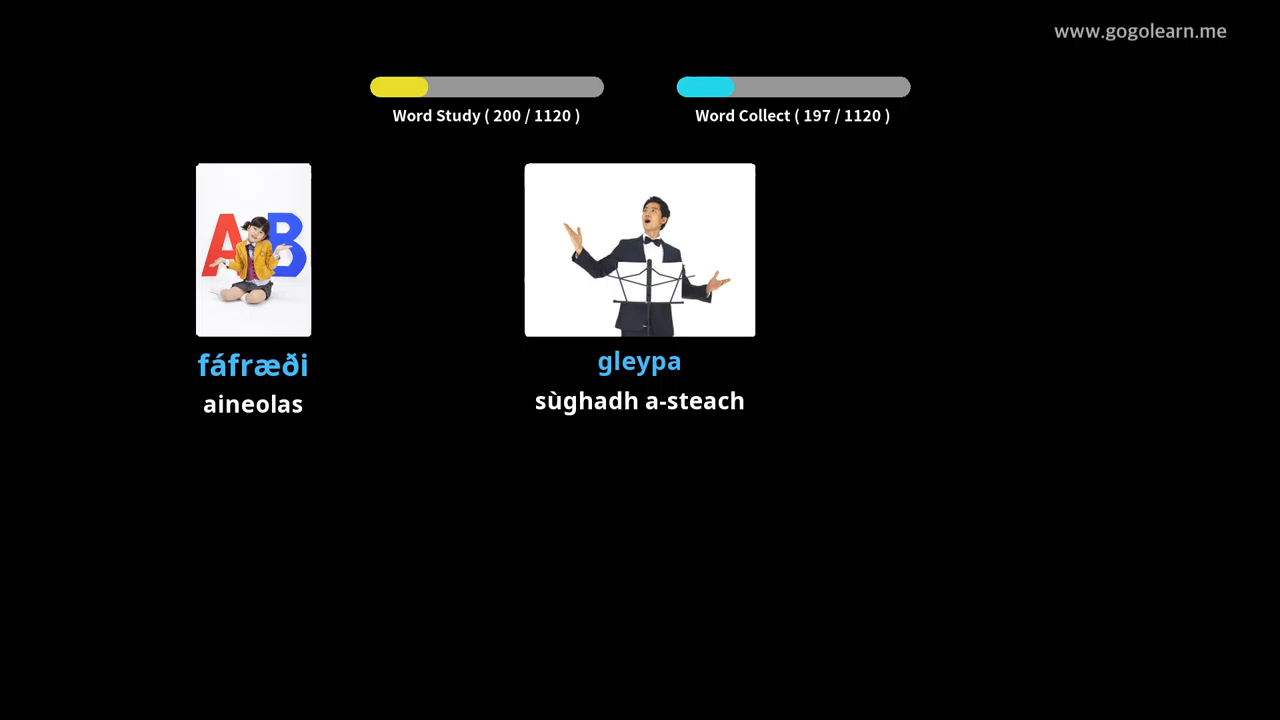 www.gogolearn.me
Word Study ( 200 / 1120 )
Word Collect ( 197 / 1120 )
A B
fáfræði
aineolas
gleypa
sùghadh a-steach